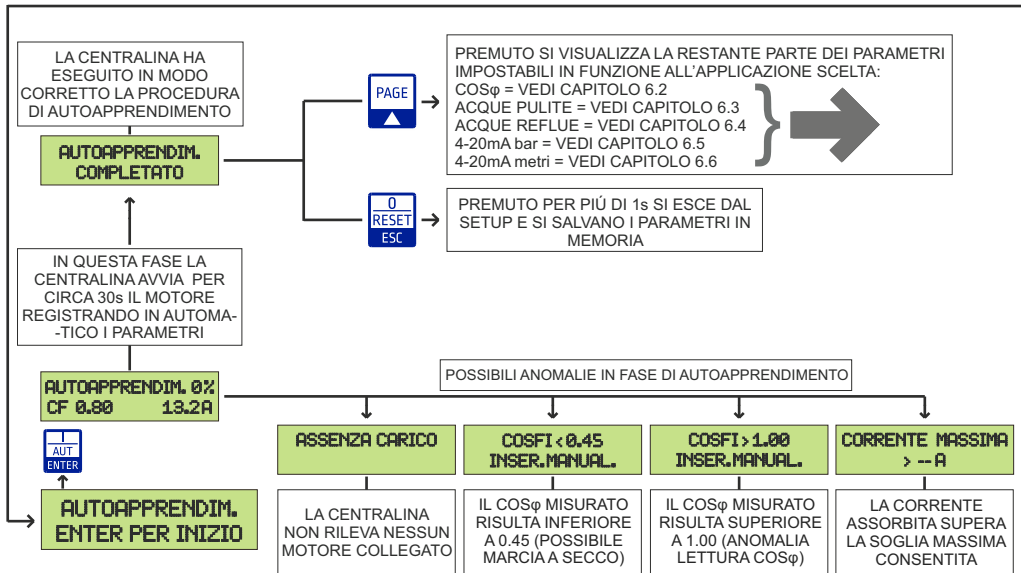 LA CENTRALINA HA
ESEGUITO IN MODO
CORRETTO LA PROCEDURA
DI AUTOAPPRENDIMENTO
AUTOAPPRENDIM.
COMPLETATO
PAGE
PREMUTO SI VISUALIZZA LA RESTANTE PARTE DEI PARAMETRI
IMPOSTABILI IN FUNZIONE ALL'APPLICAZIONE SCELTA:
COSφ = VEDI CAPITOLO 6.2
ACQUE PULITE = VEDI CAPITOLO 6.3
ACQUE REFLUE = VEDI CAPITOLO 6.4
4-20mA bar = VEDI CAPITOLO 6.5
4-20mA metri = VEDI CAPITOLO 6.6
0
RESET
ESC
PREMUTO PER PIÚ DI 1s SI ESCE DAL
SETUP E SI SALVANO I PARAMETRI IN
MEMORIA
IN QUESTA FASE LA
CENTRALINA AVVIA PER
CIRCA 30s IL MOTORE
REGISTRANDO IN AUTOMA-
-TICO I PARAMETRI
AUTOAPPRENDIM. 0%
CF 0.80 13.2A
I
AUT
ENTER
AUTOAPPRENDIM.
ENTER PER INIZIO
POSSIBILI ANOMALIE IN FASE DI AUTOAPPRENDIMENTO
ASSENZA CARICO
LA CENTRALINA
NON RILEVA NESSUN
MOTORE COLLEGATO
COSFI < 0.45
INSER.MANUAL.
IL COSφ MISURATO
RISULTA INFERIORE
A 0.45 (POSSIBILE
MARCIA A SECCO)
COSFI > 1.00
INSER.MANUAL.
IL COSφ MISURATO
RISULTA SUPERIORE
A 1.00 (ANOMALIA
LETTURA COSφ)
CORRENTE MASSIMA
> -- A
LA CORRENTE
ASSORBITA SUPERA
LA SOGLIA MASSIMA
CONSENTITA